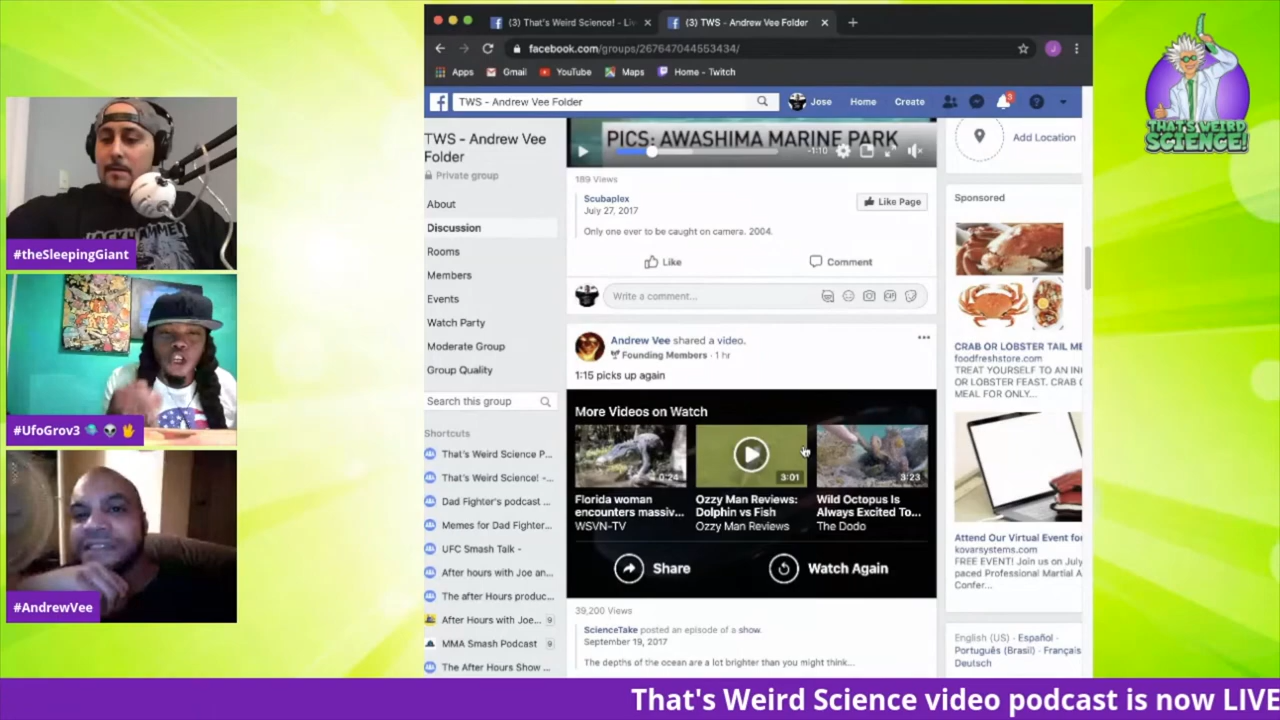 (3) That's Weird Science! - Liv
(3) TWS - Andrew Vee Folder
facebook.com/groups/267647044553434/
Apps
Gmail
YouTube
Maps
Home - Twitch
TWS - Andrew Vee Folder
Jose
Home
Create
3
THAT'S WEIRD
SCIENCE!
TWS - Andrew Vee
Folder
Private group
About
Discussion
Rooms
Members
Events
Watch Party
Moderate Group
Group Quality
Search this group
Shortcuts
That's Weird Science P...
That's Weird Science! -...
Dad Fighter's podcast ...
Memes for Dad Fighter...
UFC Smash Talk -
After hours with Joe an...
The after Hours produc...
After Hours with Joe... 9
MMA Smash Podcast 9
The After Hours Show ...
PICS: AWASHIMA MARINE PARK
-1:10
189 Views
Scubaplex
July 27, 2017
Like Page
Only one ever to be caught on camera. 2004.
Like
Comment
Write a comment...
GIF
Andrew Vee shared a video.
Founding Members · 1 hr
1:15 picks up again
More Videos on Watch
0:24
3:01
3:23
Florida woman
encounters massiv...
WSVN-TV
Ozzy Man Reviews:
Dolphin vs Fish
Ozzy Man Reviews
Wild Octopus Is
Always Excited To...
The Dodo
Share
Watch Again
39,200 Views
ScienceTake posted an episode of a show.
September 19, 2017
The depths of the ocean are a lot brighter than you might think...
Add Location
Sponsored
CRAB OR LOBSTER TAIL ME
foodfreshstore.com
TREAT YOURSELF TO AN IN
OR LOBSTER FEAST. CRAB
MEAL FOR ONLY...
Attend Our Virtual Event for
kovarsystems.com
FREE EVENT! Join us on July
paced Professional Martial A
Confer...
English (US) · Español ·
Português (Brasil) · Français
Deutsch
#theSleepingGiant
#UfoGrov3
#AndrewVee
That's Weird Science video podcast is now LIVE